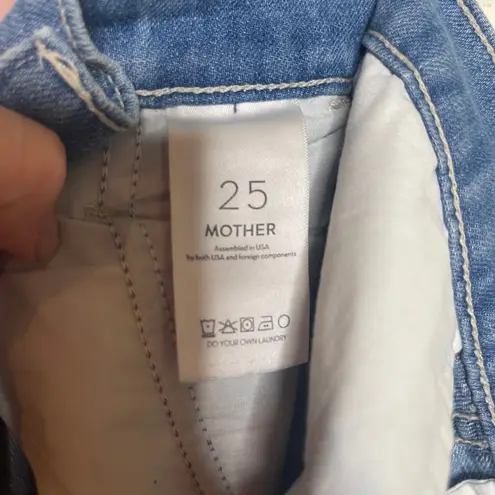 25
MOTHER
Assembled in USA
by both USA and foreign components
DO YOUR OWN LAUNDRY